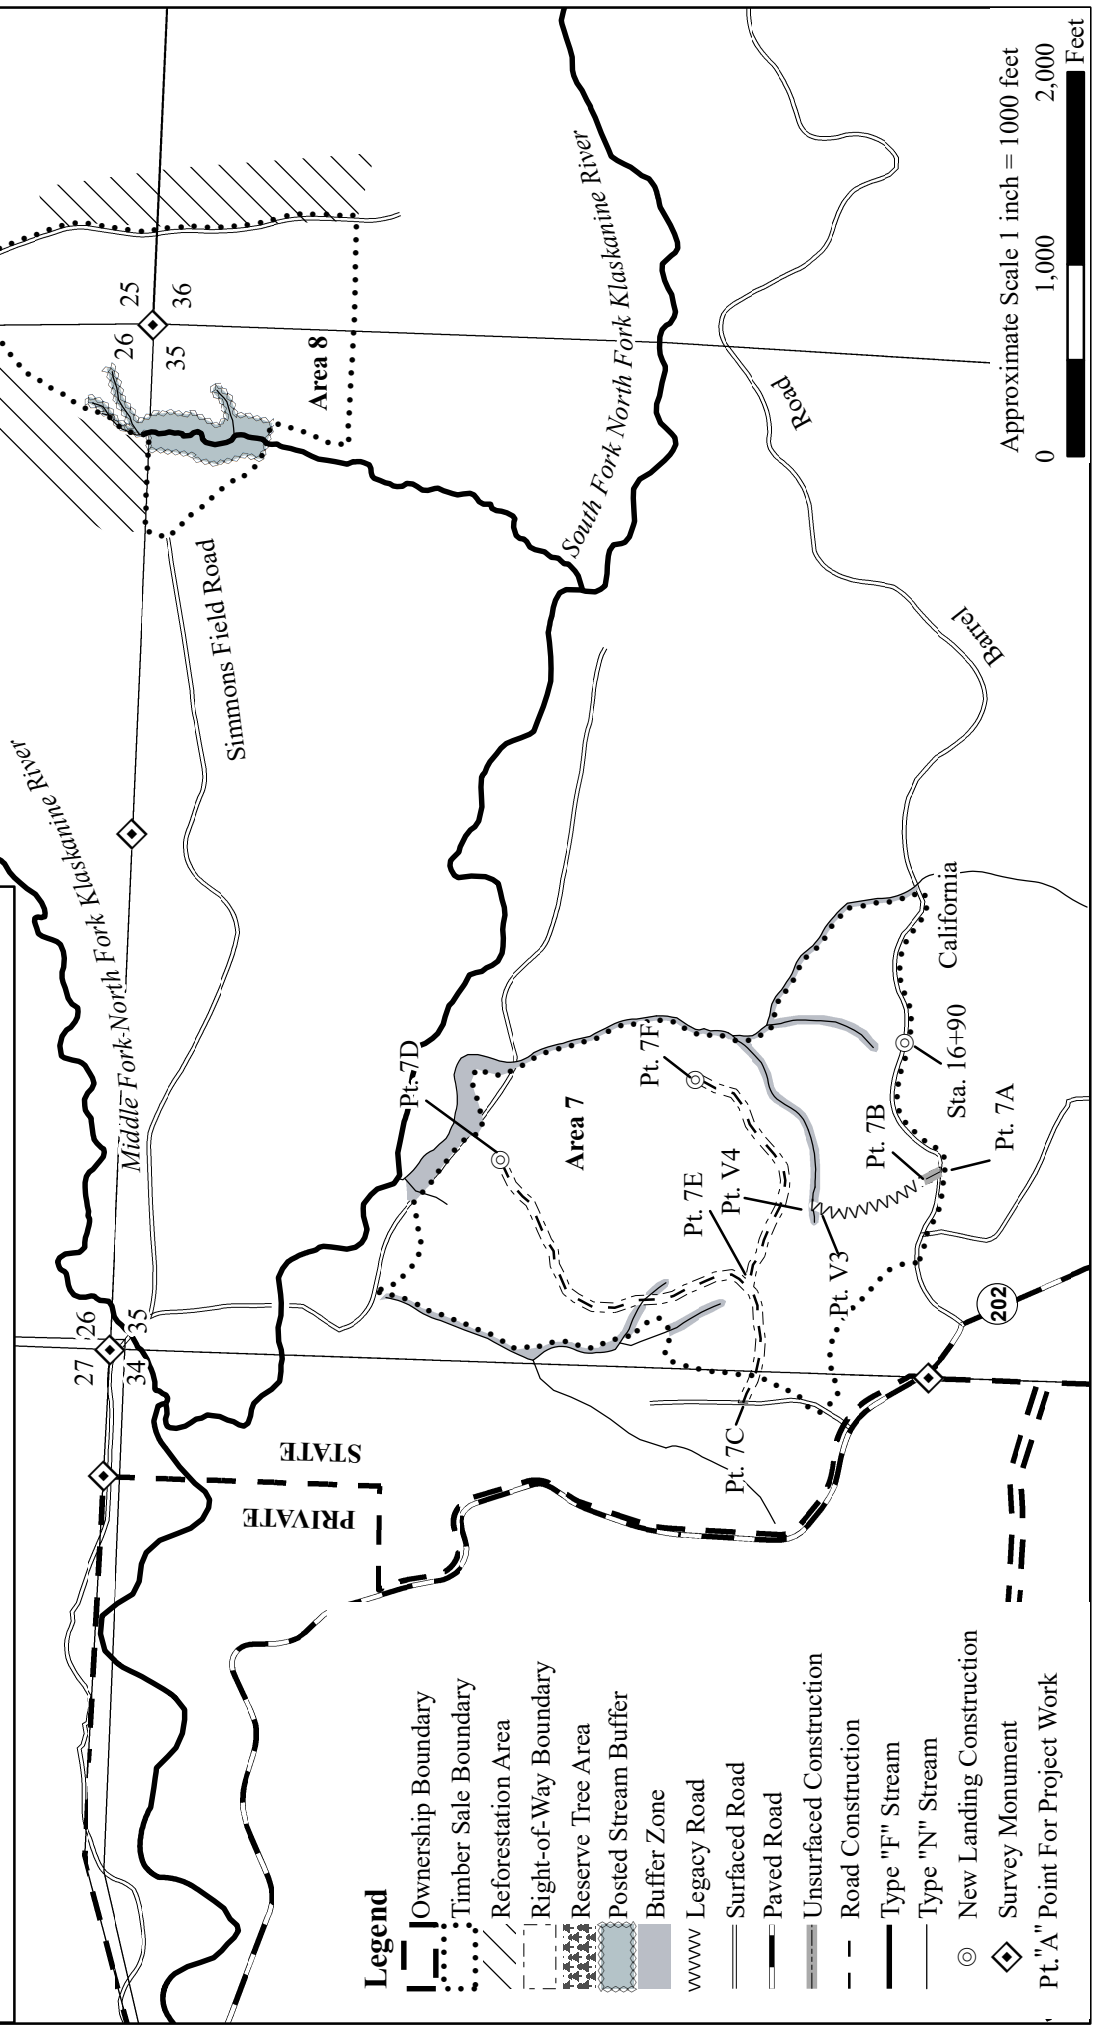 Middle Fork-North Fork Klaskanine River
Simmons Field Road
South Fork North Fork Klaskanine River
Area 8
26
25
35
36
27
26
34
35
STATE
PRIVATE
Pt. 7D
Pt. 7F
Area 7
Pt. 7E
Pt. V4
Pt. V3
Pt. 7C
Pt. 7B
Pt. 7A
Sta. 16+90
California
Barrel
Road
202
Legend
Ownership Boundary
Timber Sale Boundary
Reforestation Area
Right-of-Way Boundary
Reserve Tree Area
Posted Stream Buffer
Buffer Zone
Legacy Road
Surfaced Road
Paved Road
Unsurfaced Construction
Road Construction
Type "F" Stream
Type "N" Stream
New Landing Construction
Survey Monument
Pt."A" Point For Project Work
Approximate Scale 1 inch = 1000 feet
0
1,000
2,000
Feet